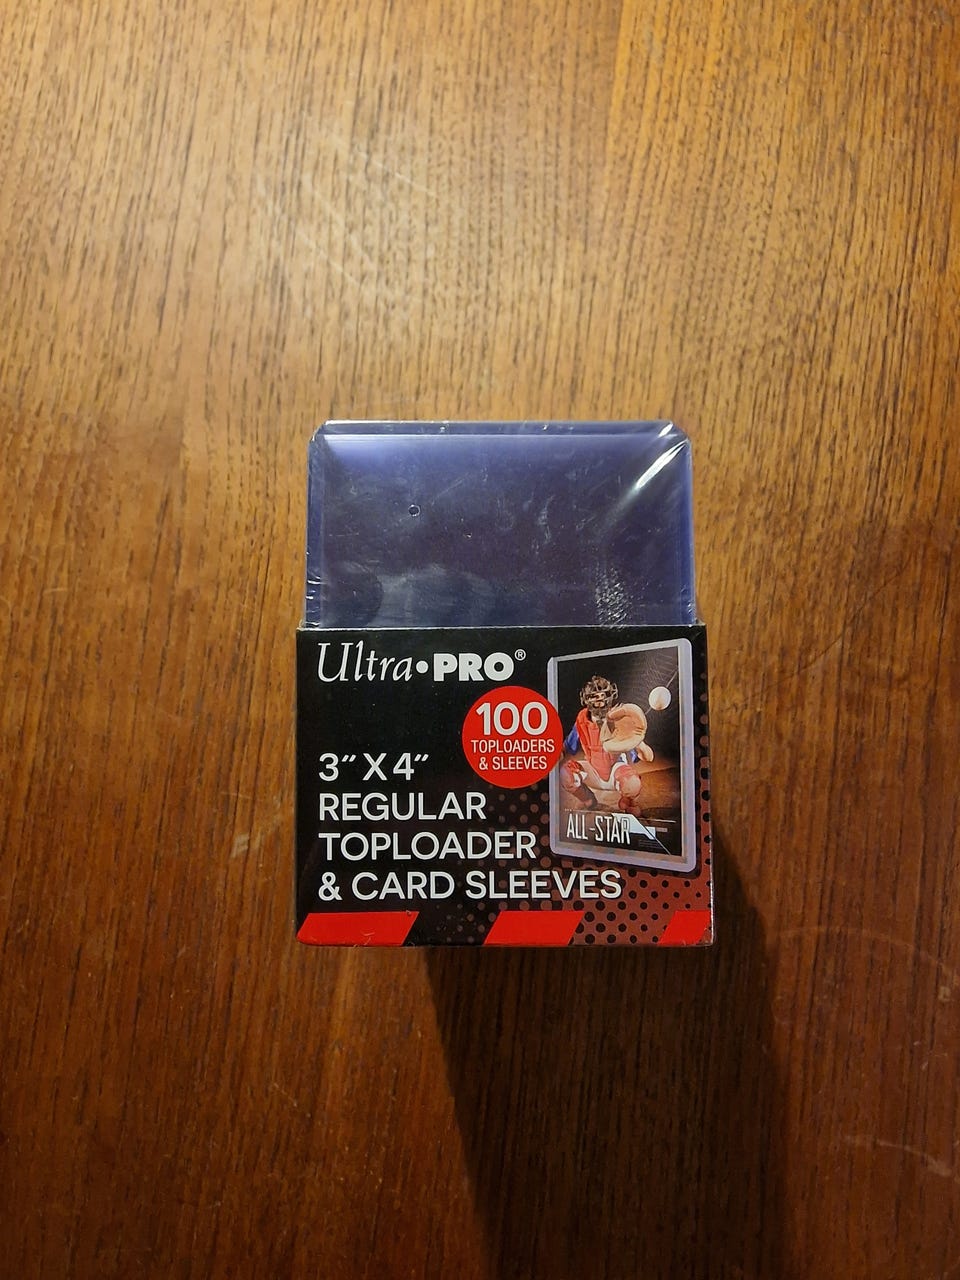 Ultra•PRO®
100
TOPLOADERS
& SLEEVES
3” X 4”
REGULAR
TOPLOADER
& CARD SLEEVES
ALL-STAR